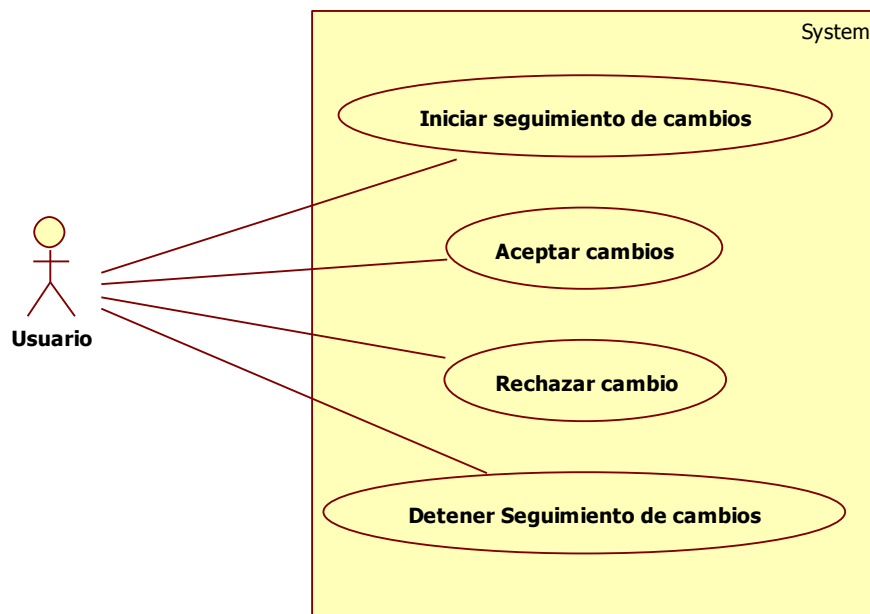 System
Iniciar seguimiento de cambios
Aceptar cambios
Usuario
Rechazar cambio
Detener Seguimiento de cambios